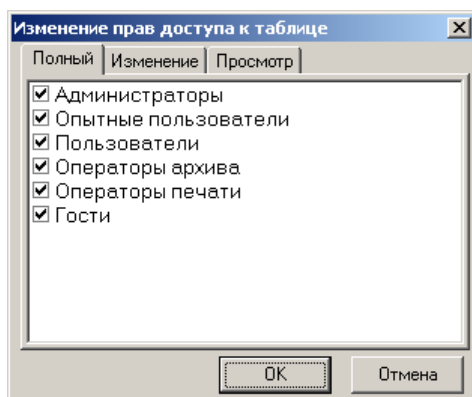 Изменение прав доступа к таблице
Полный Изменение Просмотр
Администраторы
Опытные пользователи
Пользователи
Операторы архива
Операторы печати
Гости
OK Отмена